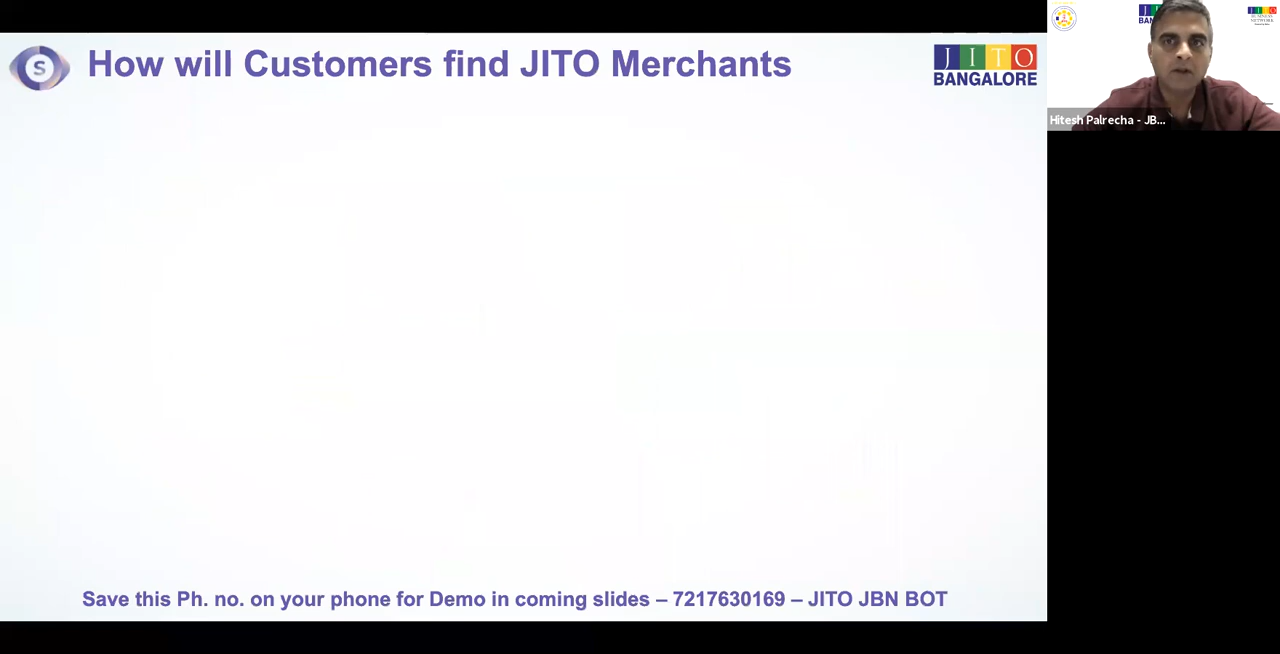 S
How will Customers find JITO Merchants
JITO
BANGALORE
Save this Ph. no. on your phone for Demo in coming slides – 7217630169 – JITO JBN BOT
JITO
Hitesh Palrecha - JB...